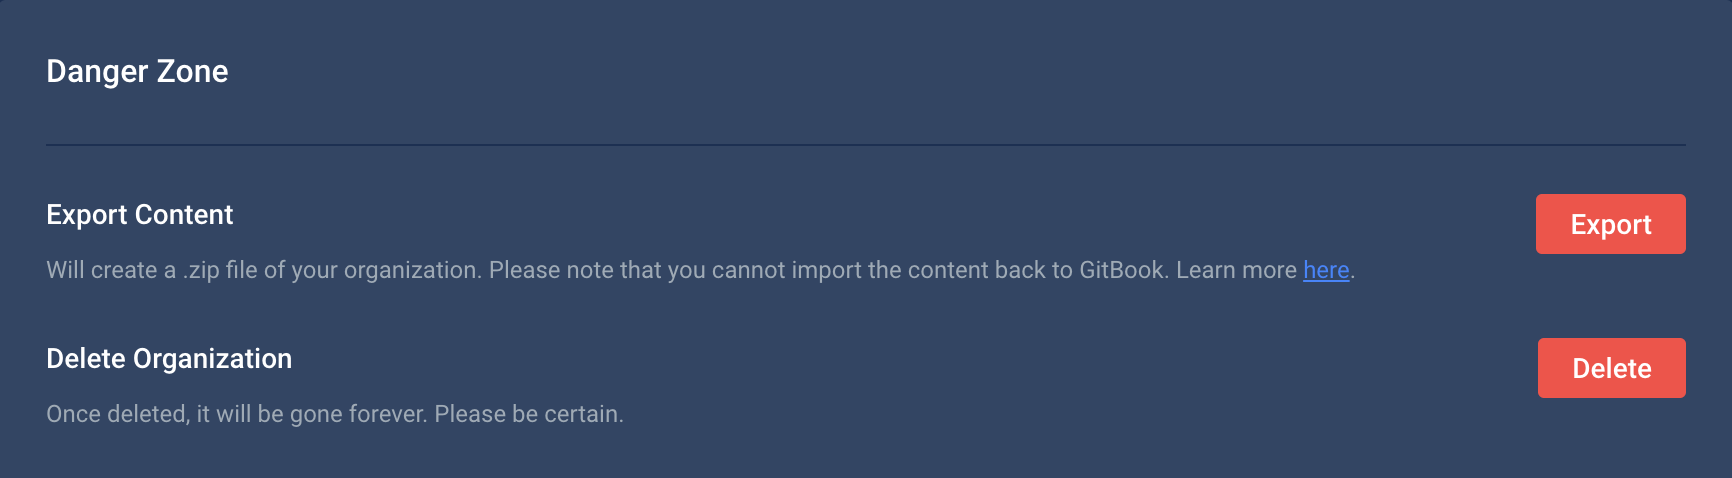 Danger Zone
Export Content
Export
Will create a .zip file of your organization. Please note that you cannot import the content back to GitBook. Learn more here.
Delete Organization
Delete
Once deleted, it will be gone forever. Please be certain.